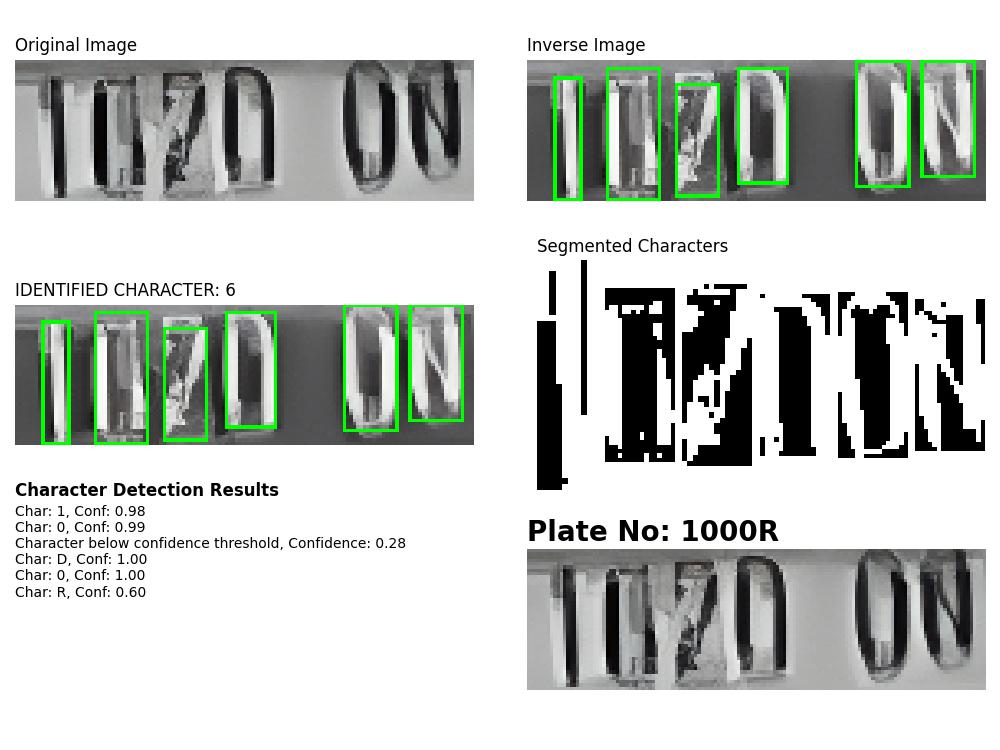 Original Image
Inverse Image
Segmented Characters
IDENTIFIED CHARACTER: 6
Character Detection Results
Char: 1, Conf: 0.98
Char: 0, Conf: 0.99
Character below confidence threshold, Confidence: 0.28
Char: D, Conf: 1.00
Char: 0, Conf: 1.00
Char: R, Conf: 0.60
Plate No: 1000R